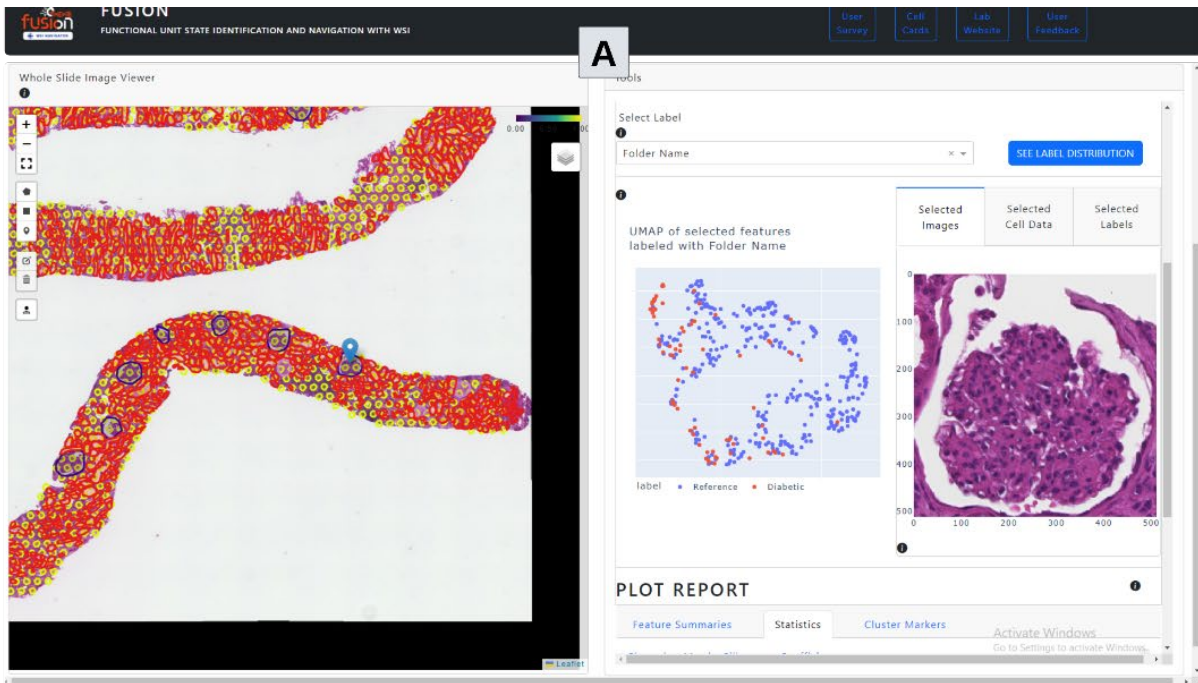 fusion
FUSION
FUNCTIONAL UNIT STATE IDENTIFICATION AND NAVIGATION WITH WSI
User
Survey
Cell
Cards
Lab
Website
User
Feedback
A
Whole Slide Image Viewer
Tools
0.00
Select Label
Folder Name
SEE LABEL DISTRIBUTION
UMAP of selected features
labeled with Folder Name
label Reference Diabetic
Selected
Images
Selected
Cell Data
Selected
Labels
0
100
200
300
400
500
0 100 200 300 400 500
PLOT REPORT
Feature Summaries Statistics Cluster Markers
Activate Windows
Go to Settings to activate Windows.
Leaflet